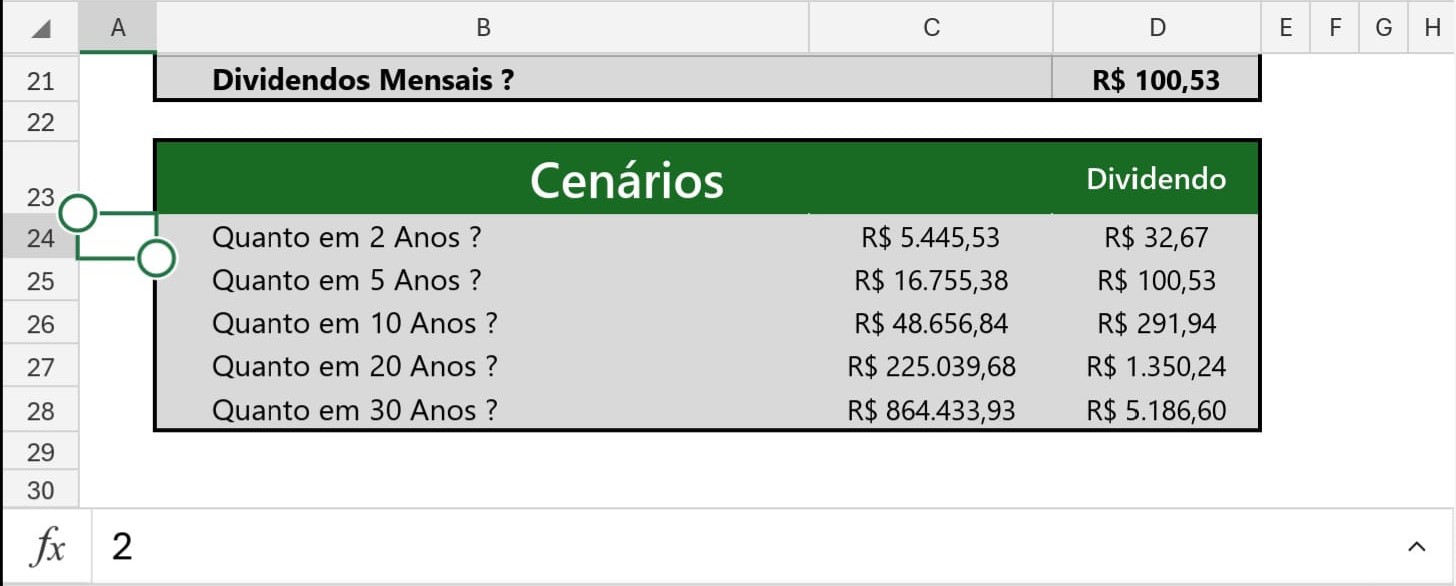 A B C D E F G H
21 Dividendos Mensais ? R$ 100,53
22
23 Cenários Dividendo
24 Quanto em 2 Anos ? R$ 5.445,53 R$ 32,67
25 Quanto em 5 Anos ? R$ 16.755,38 R$ 100,53
26 Quanto em 10 Anos ? R$ 48.656,84 R$ 291,94
27 Quanto em 20 Anos ? R$ 225.039,68 R$ 1.350,24
28 Quanto em 30 Anos ? R$ 864.433,93 R$ 5.186,60
29
30
fx 2